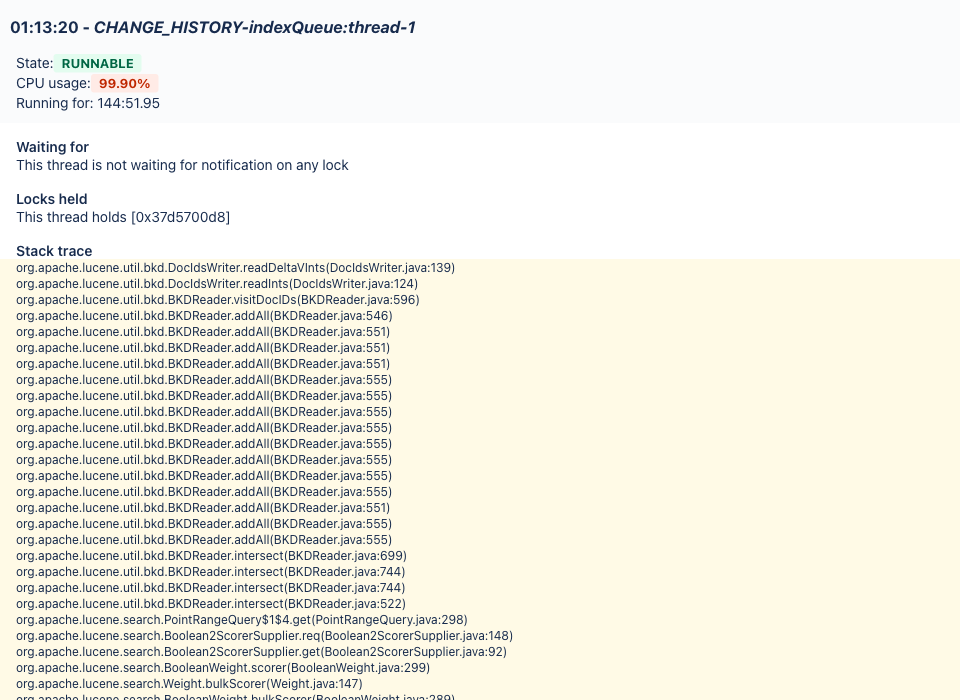 01:13:20 - CHANGE_HISTORY-indexQueue:thread-1
State: RUNNABLE
CPU usage: 99.90%
Running for: 144:51.95
Waiting for
This thread is not waiting for notification on any lock
Locks held
This thread holds [0x37d5700d8]
Stack trace
org.apache.lucene.util.bkd.DocIdsWriter.readDeltaVInts(DocIdsWriter.java:139)
org.apache.lucene.util.bkd.DocIdsWriter.readInts(DocIdsWriter.java:124)
org.apache.lucene.util.bkd.BKDReader.visitDocIDs(BKDReader.java:596)
org.apache.lucene.util.bkd.BKDReader.addAll(BKDReader.java:546)
org.apache.lucene.util.bkd.BKDReader.addAll(BKDReader.java:551)
org.apache.lucene.util.bkd.BKDReader.addAll(BKDReader.java:551)
org.apache.lucene.util.bkd.BKDReader.addAll(BKDReader.java:551)
org.apache.lucene.util.bkd.BKDReader.addAll(BKDReader.java:555)
org.apache.lucene.util.bkd.BKDReader.addAll(BKDReader.java:555)
org.apache.lucene.util.bkd.BKDReader.addAll(BKDReader.java:555)
org.apache.lucene.util.bkd.BKDReader.addAll(BKDReader.java:555)
org.apache.lucene.util.bkd.BKDReader.addAll(BKDReader.java:555)
org.apache.lucene.util.bkd.BKDReader.addAll(BKDReader.java:555)
org.apache.lucene.util.bkd.BKDReader.addAll(BKDReader.java:555)
org.apache.lucene.util.bkd.BKDReader.addAll(BKDReader.java:555)
org.apache.lucene.util.bkd.BKDReader.addAll(BKDReader.java:551)
org.apache.lucene.util.bkd.BKDReader.addAll(BKDReader.java:555)
org.apache.lucene.util.bkd.BKDReader.addAll(BKDReader.java:555)
org.apache.lucene.util.bkd.BKDReader.intersect(BKDReader.java:699)
org.apache.lucene.util.bkd.BKDReader.intersect(BKDReader.java:744)
org.apache.lucene.util.bkd.BKDReader.intersect(BKDReader.java:744)
org.apache.lucene.util.bkd.BKDReader.intersect(BKDReader.java:522)
org.apache.lucene.search.PointRangeQuery$1$4.get(PointRangeQuery.java:298)
org.apache.lucene.search.Boolean2ScorerSupplier.req(Boolean2ScorerSupplier.java:148)
org.apache.lucene.search.Boolean2ScorerSupplier.get(Boolean2ScorerSupplier.java:92)
org.apache.lucene.search.BooleanWeight.scorer(BooleanWeight.java:299)
org.apache.lucene.search.Weight.bulkScorer(Weight.java:147)
org.apache.lucene.search.BooleanWeight.bulkScorer(BooleanWeight.java:289)